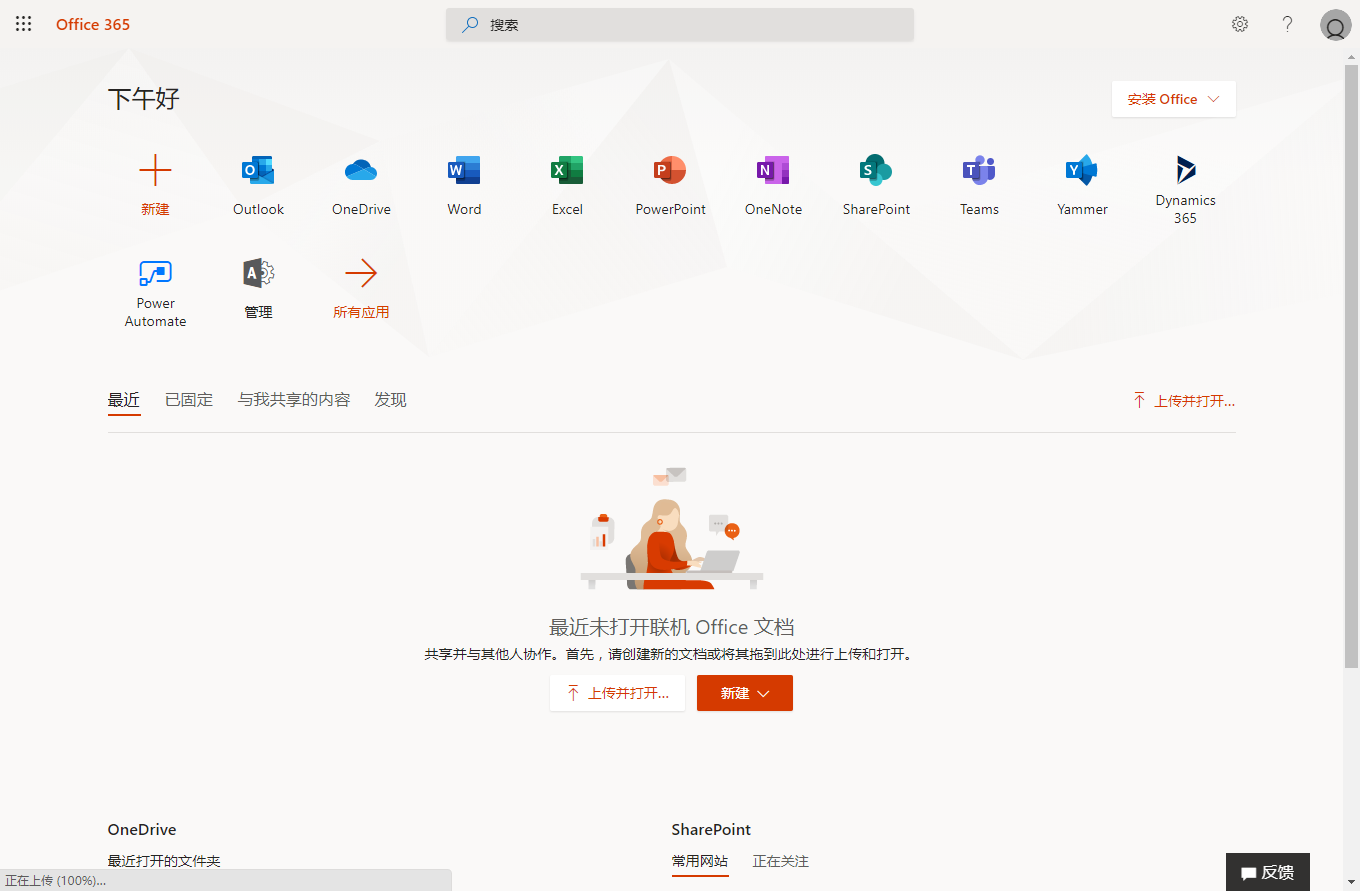 Office 365
搜索
下午好
安装 Office
新建
Outlook
OneDrive
Word
Excel
PowerPoint
OneNote
SharePoint
Teams
Yammer
Dynamics
365
Power
Automate
管理
所有应用
最近 已固定 与我共享的内容 发现
上传并打开...
最近未打开联机 Office 文档
共享并与其他人协作。首先，请创建新的文档或将其拖到此处进行上传和打开。
上传并打开...
新建
OneDrive
最近打开的文件夹
SharePoint
常用网站 正在关注
正在上传 (100%)...
反馈